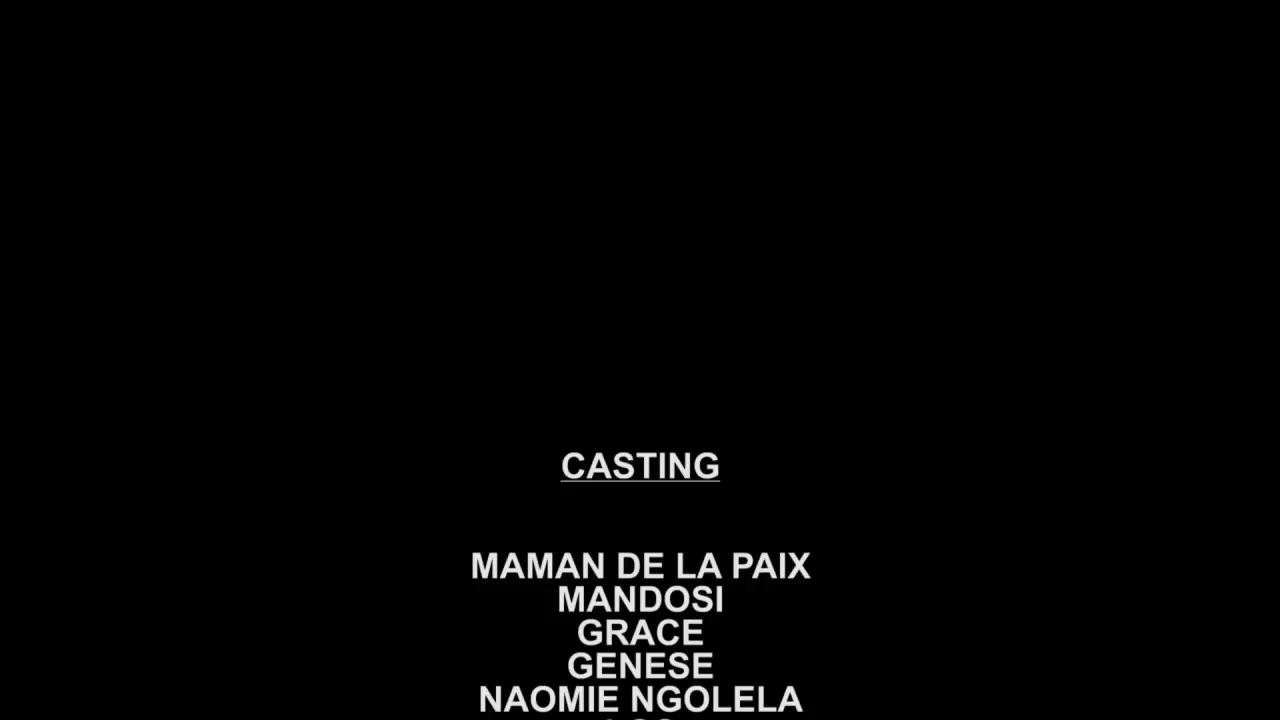 CASTING
MAMAN DE LA PAIX
MANDOSI
GRACE
GENESE
NAOMIE NGOLELA